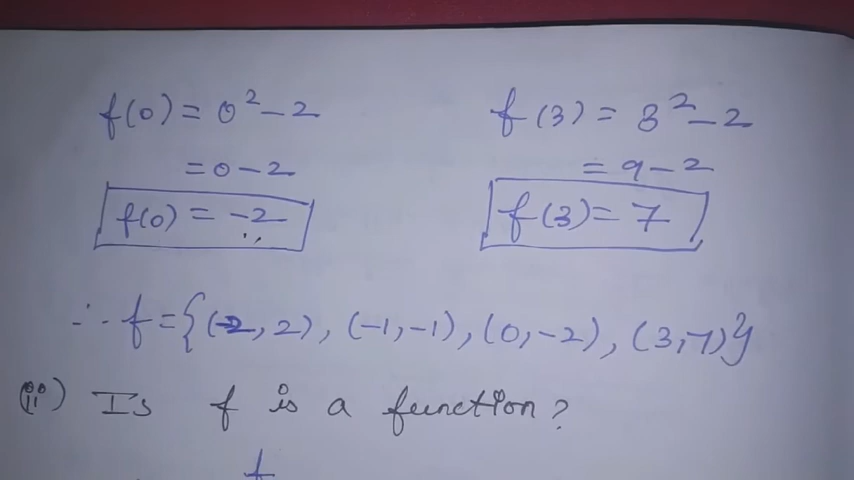 f(0) = 0² - 2
= 0 - 2
f(0) = -2
f(3) = 3² - 2
= 9 - 2
f(3) = 7
∴ f = {(-2, 2), (-1, -1), (0, -2), (3, 7)}
(ii) Is f is a function?
f